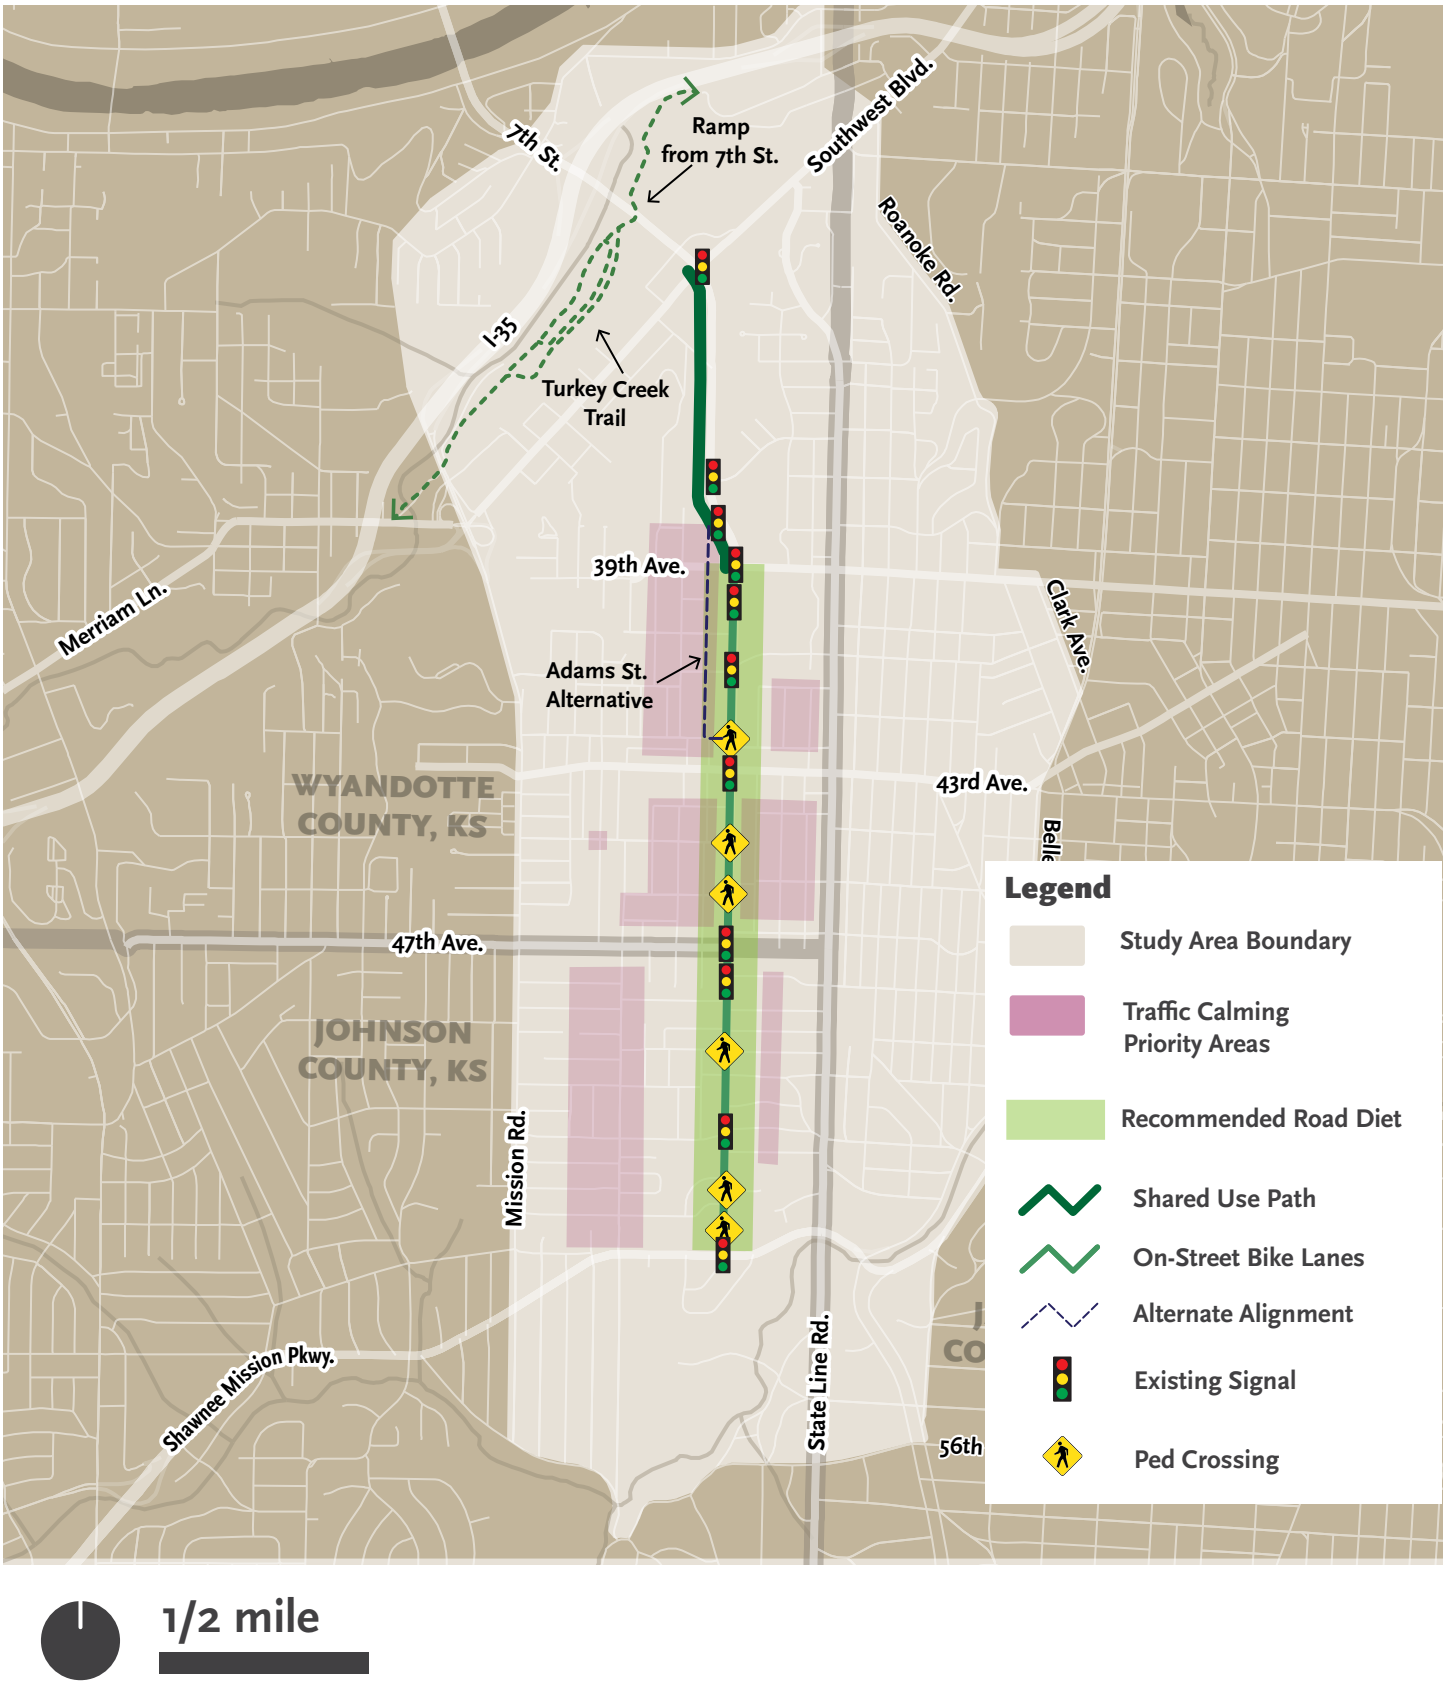 Ramp
from 7th St.
7th St.
Southwest Blvd.
Roanoke Rd.
I-35
Turkey Creek
Trail
39th Ave.
Merriam Ln.
Clark Ave.
Adams St.
Alternative
WYANDOTTE
COUNTY, KS
43rd Ave.
Belle
47th Ave.
JOHNSON
COUNTY, KS
Mission Rd.
State Line Rd.
Shawnee Mission Pkwy.
J
CO
56th
Legend
Study Area Boundary
Traffic Calming
Priority Areas
Recommended Road Diet
Shared Use Path
On-Street Bike Lanes
Alternate Alignment
Existing Signal
Ped Crossing
1/2 mile